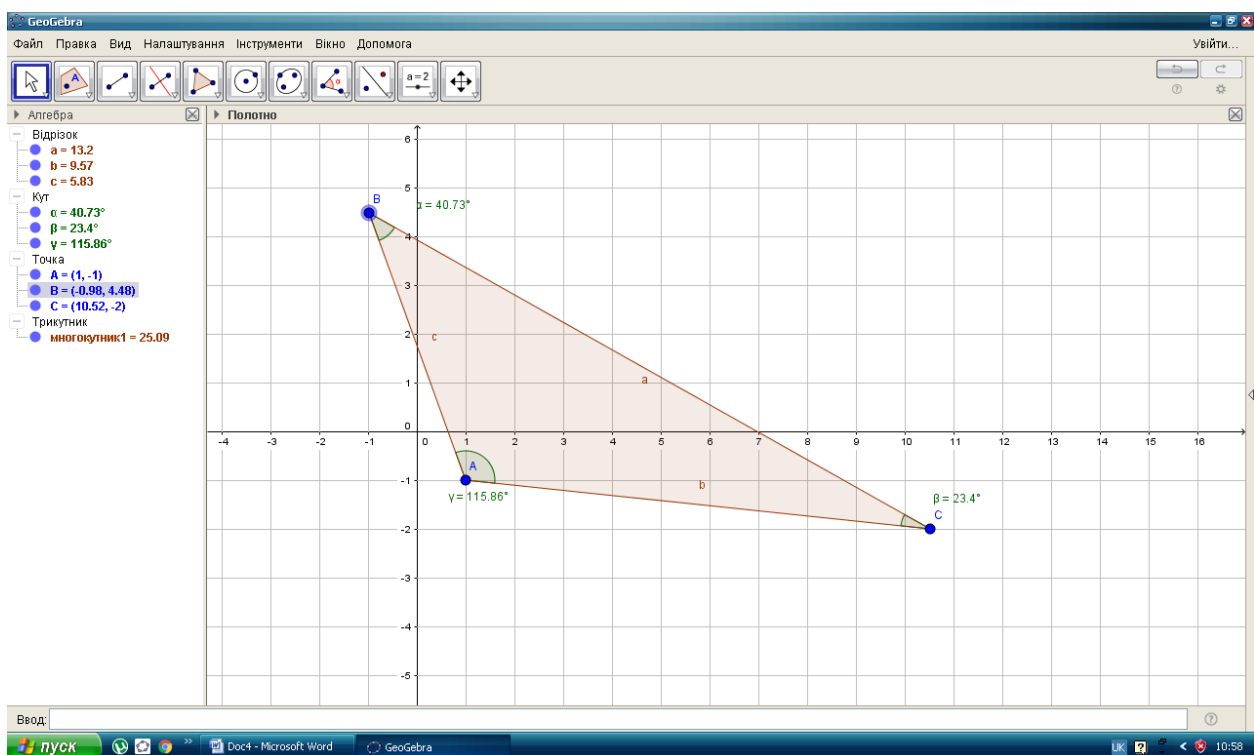 GeoGebra
Файл Правка Вид Налаштування Інструменти Вікно Допомога Увійти...
A α a=2
Алгебра
Полотно
Відрізок
a = 13.2
b = 9.57
c = 5.83
Кут
α = 40.73°
β = 23.4°
γ = 115.86°
Точка
A = (1, -1)
B = (-0.98, 4.48)
C = (10.52, -2)
Трикутник
многокутник1 = 25.09
6
5
B
α = 40.73°
4
3
2
c
a
1
0
-4 -3 -2 -1 0 1 2 3 4 5 6 7 8 9 10 11 12 13 14 15 16
A
-1
b
γ = 115.86°
β = 23.4°
C
-2
-3
-4
-5
Ввод:
пуск
Doc4 - Microsoft Word
GeoGebra
UK
10:58